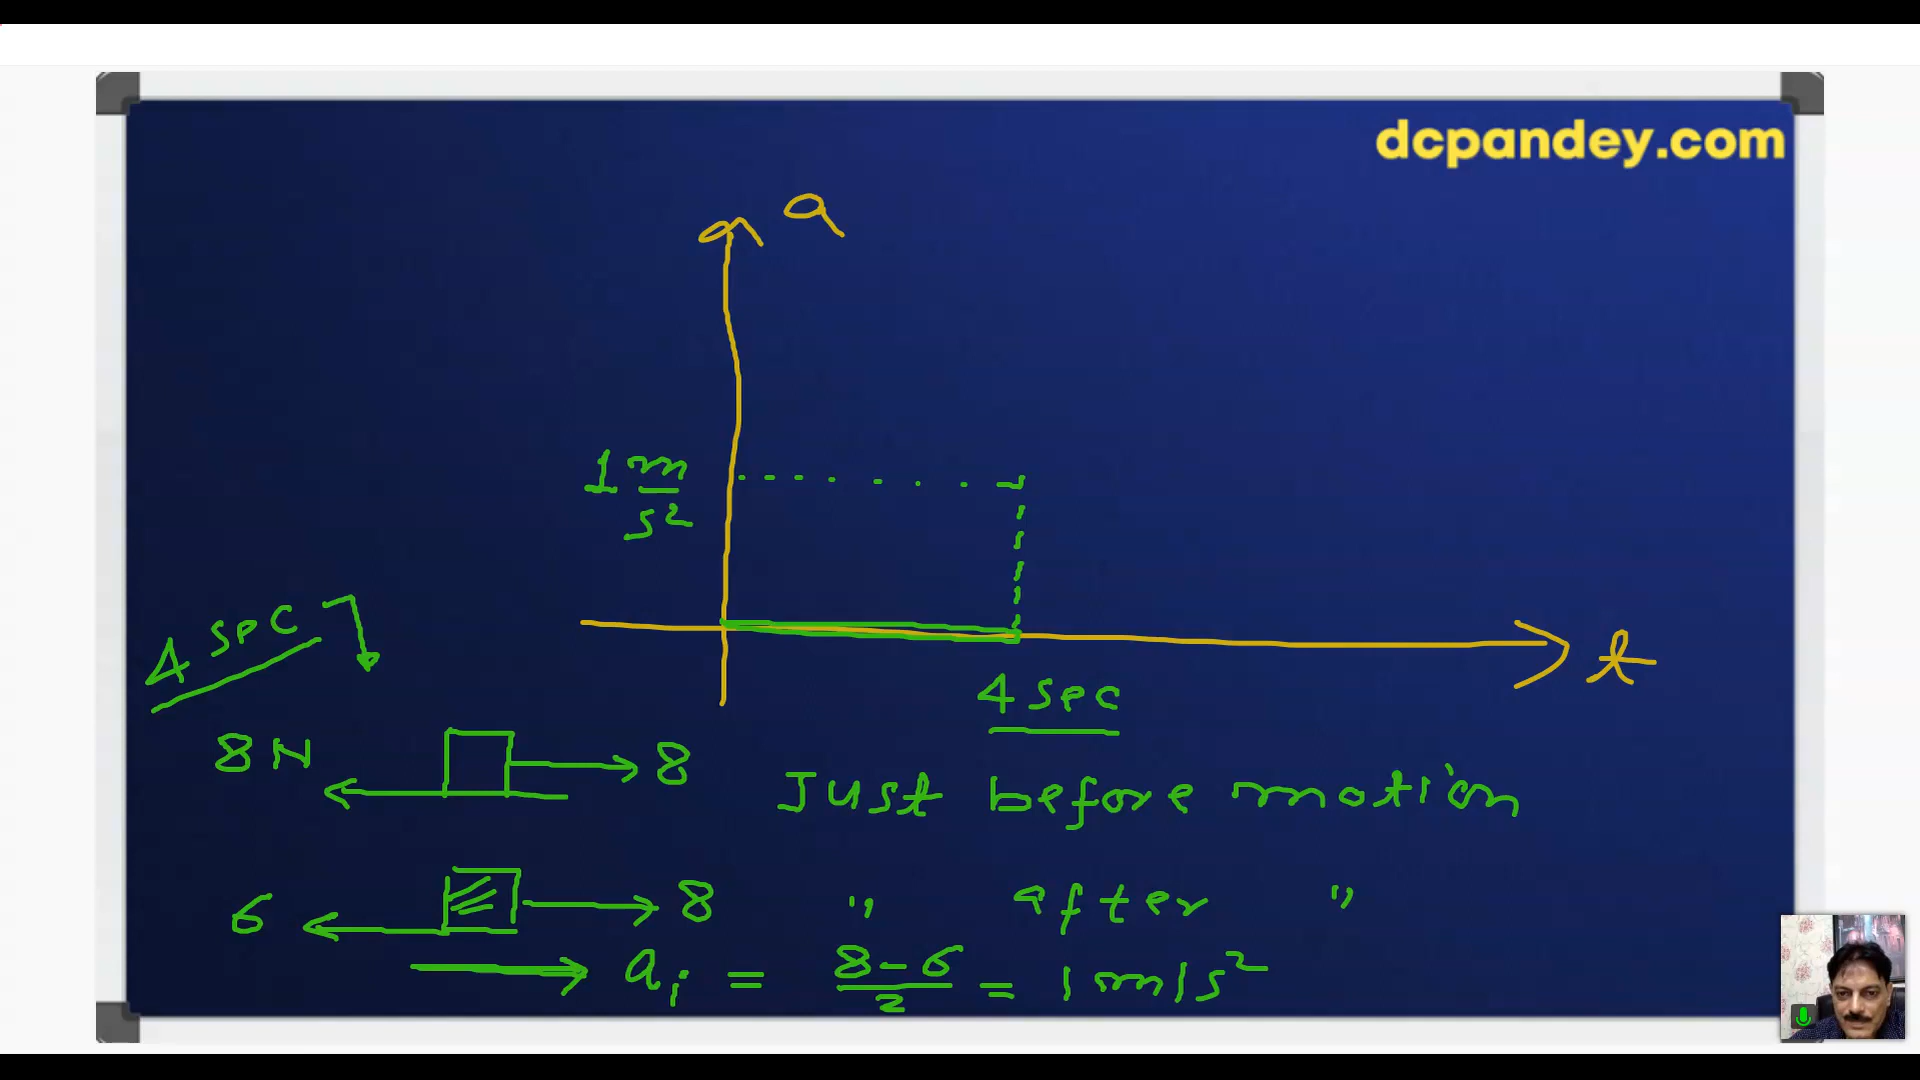 dcpandey.com
a
1 m/s²
4 sec
t
4 sec
8 N 8 Just before motion
6 8 " after "
aᵢ = 8-6/2 = 1 m/s²